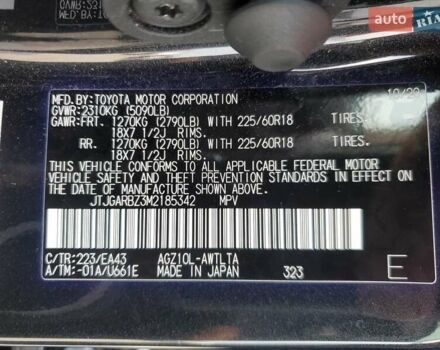 auto
RIA
MFD.BY:TOYOTA MOTOR CORPORATION
GVWR:2310KG (5090LB)
GAWR:FRT. 1270KG (2790LB) WITH 225/60R18 TIRES.
18X7 1/2J RIMS.
RR. 1270KG (2790LB) WITH 225/60R18 TIRES.
18X7 1/2J RIMS.
THIS VEHICLE CONFORMS TO ALL APPLICABLE FEDERAL MOTOR
VEHICLE SAFETY AND THEFT PREVENTION STANDARDS IN EFFECT ON
THE DATE OF MANUFACTURE SHOWN ABOVE.
JTJGARBZ3M2185342 MPV
C/TR:223/EA43 AGZ10L-AWTLTA
A/TM:-01A/U661E MADE IN JAPAN 323 E